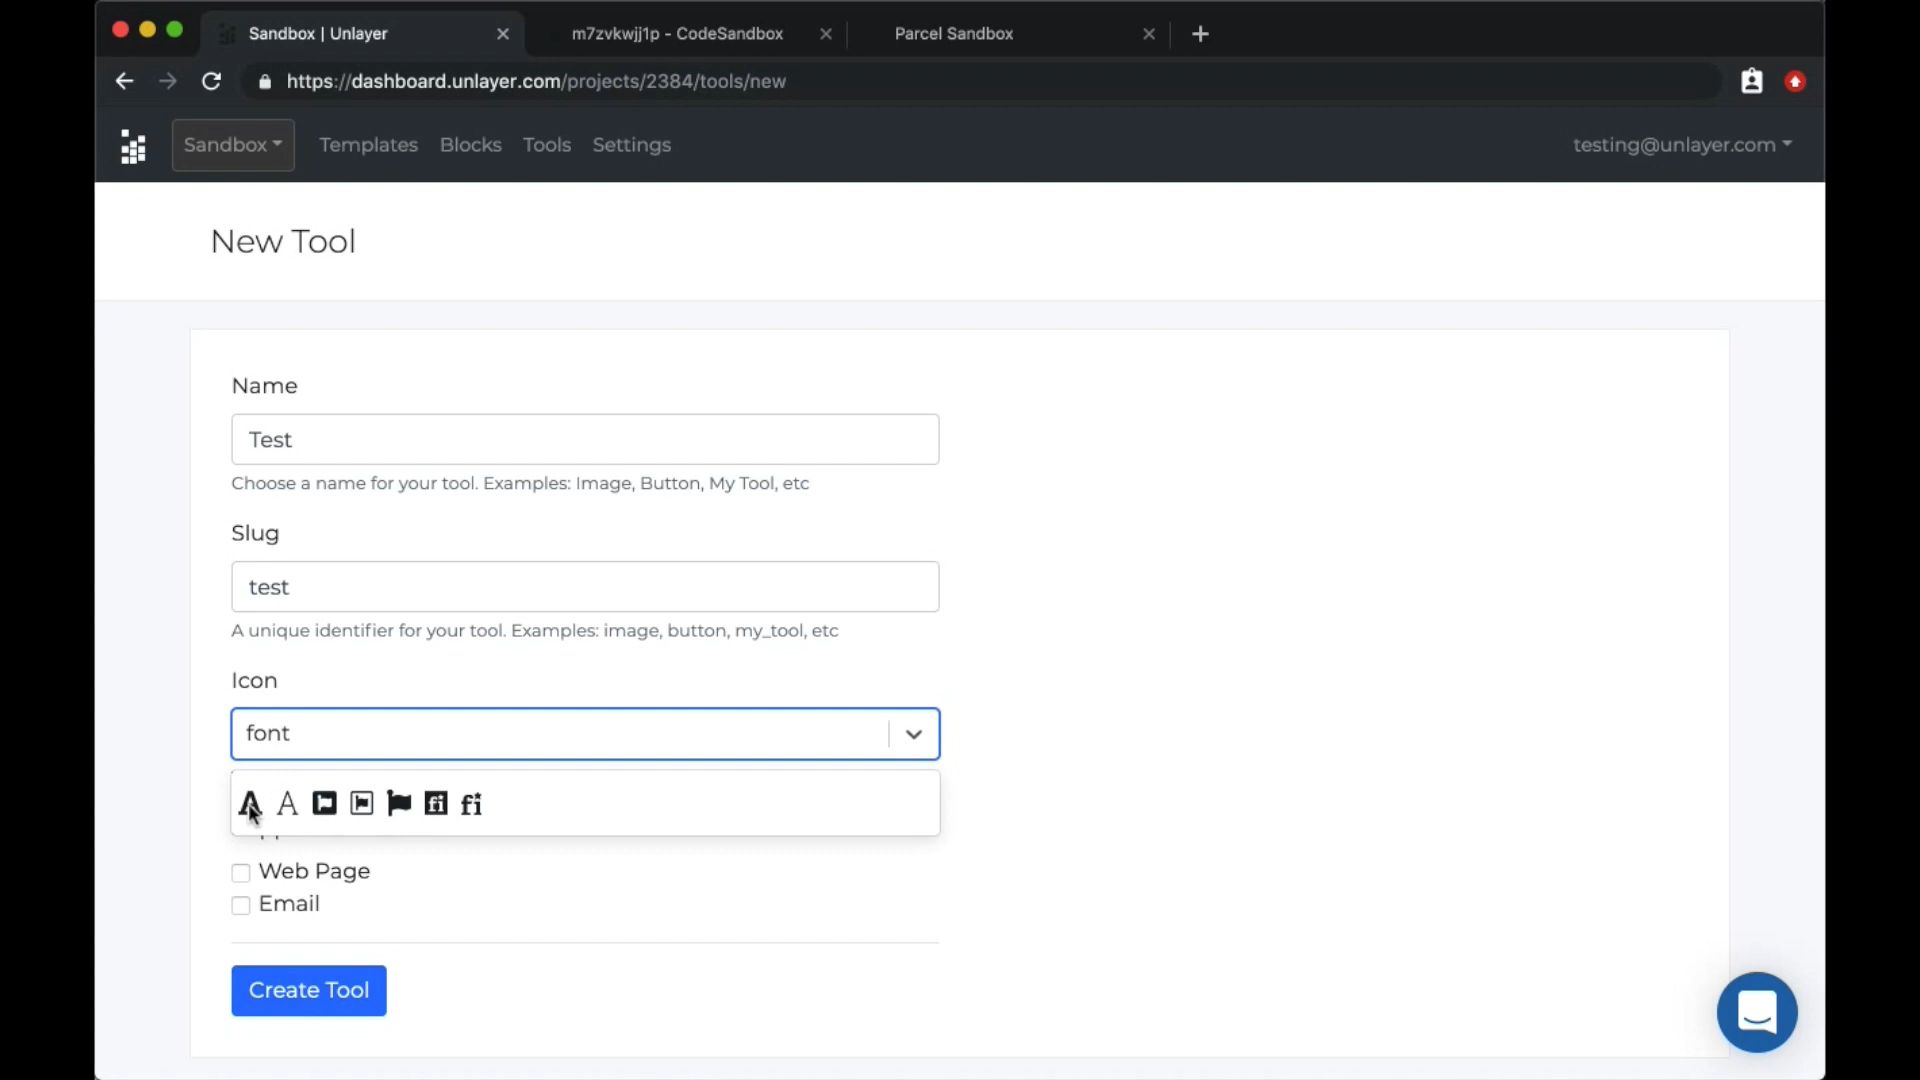 Sandbox | Unlayer
m7zvkwjj1p - CodeSandbox
Parcel Sandbox
https://dashboard.unlayer.com/projects/2384/tools/new
Sandbox
Templates
Blocks
Tools
Settings
testing@unlayer.com
New Tool
Name
Test
Choose a name for your tool. Examples: Image, Button, My Tool, etc
Slug
test
A unique identifier for your tool. Examples: image, button, my_tool, etc
Icon
font
Web Page
Email
Create Tool